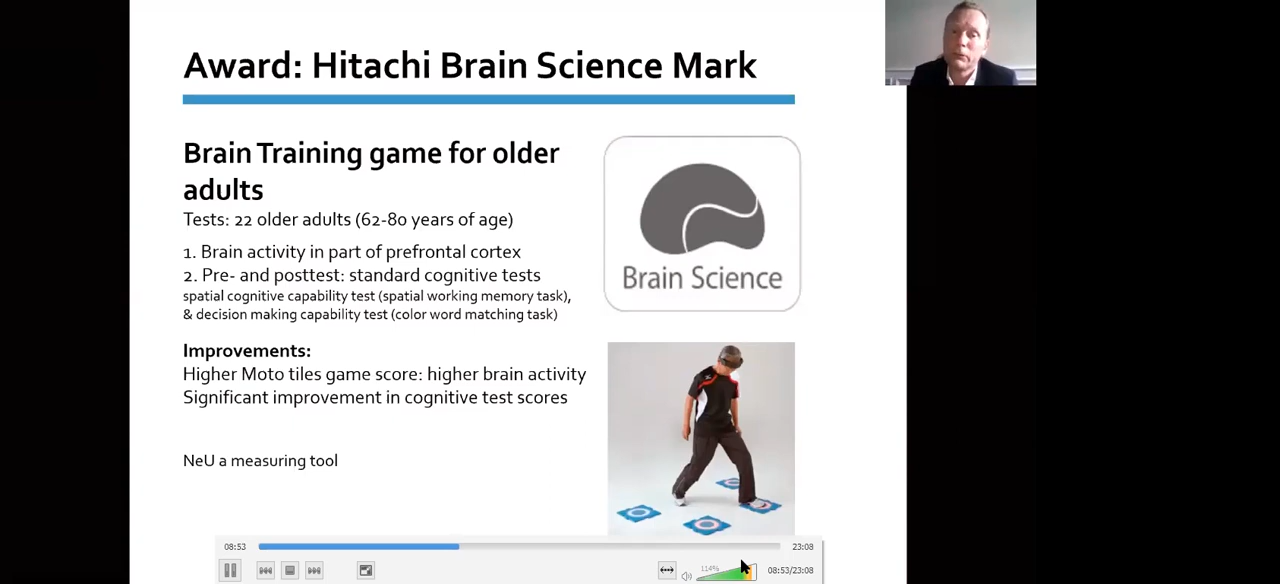 Award: Hitachi Brain Science Mark
Brain Training game for older
adults
Tests: 22 older adults (62-80 years of age)
1. Brain activity in part of prefrontal cortex
2. Pre- and posttest: standard cognitive tests
spatial cognitive capability test (spatial working memory task),
& decision making capability test (color word matching task)
Improvements:
Higher Moto tiles game score: higher brain activity
Significant improvement in cognitive test scores
NeU a measuring tool
Brain Science
08:53
23:08
114%
08:53/23:08